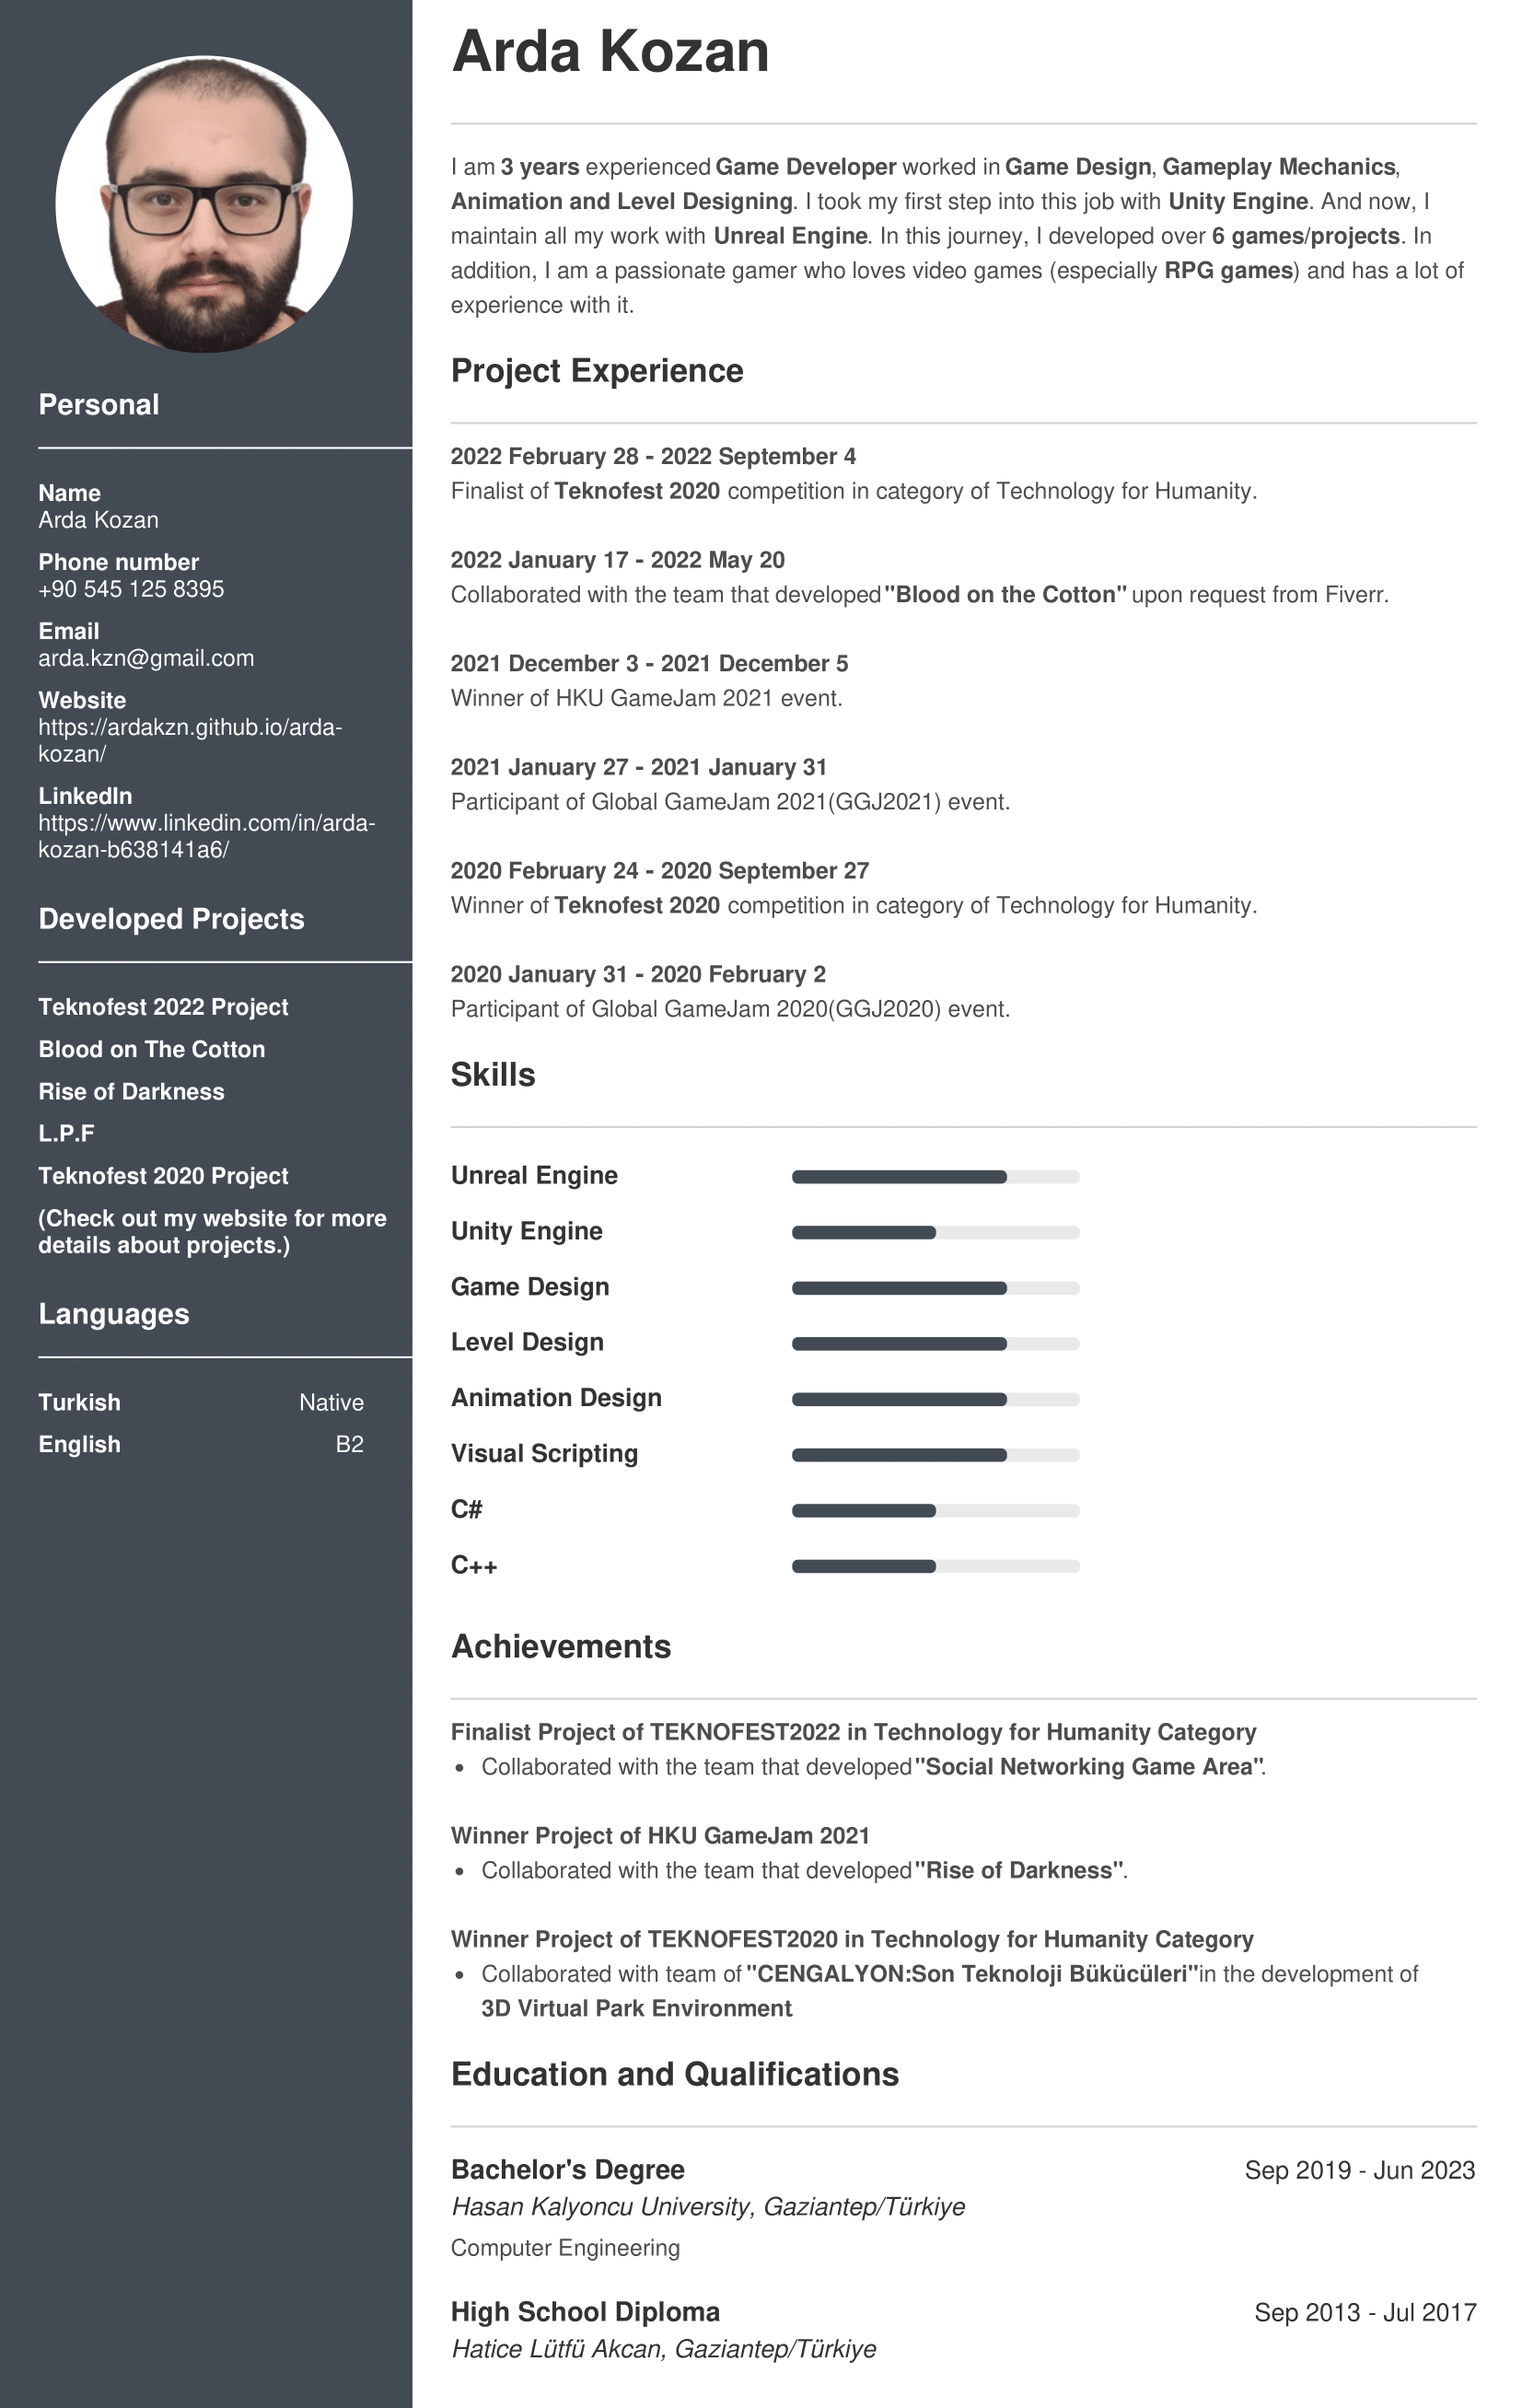 Personal
Name
Arda Kozan
Phone number
+90 545 125 8395
Email
arda.kzn@gmail.com
Website
https://ardakzn.github.io/arda-
kozan/
LinkedIn
https://www.linkedin.com/in/arda-
kozan-b638141a6/
Developed Projects
Teknofest 2022 Project
Blood on The Cotton
Rise of Darkness
L.P.F
Teknofest 2020 Project
(Check out my website for more
details about projects.)
Languages
Turkish Native
English B2
Arda Kozan
I am 3 years experienced Game Developer worked in Game Design, Gameplay Mechanics,
Animation and Level Designing. I took my first step into this job with Unity Engine. And now, I
maintain all my work with Unreal Engine. In this journey, I developed over 6 games/projects. In
addition, I am a passionate gamer who loves video games (especially RPG games) and has a lot of
experience with it.
Project Experience
2022 February 28 - 2022 September 4
Finalist of Teknofest 2020 competition in category of Technology for Humanity.
2022 January 17 - 2022 May 20
Collaborated with the team that developed "Blood on the Cotton" upon request from Fiverr.
2021 December 3 - 2021 December 5
Winner of HKU GameJam 2021 event.
2021 January 27 - 2021 January 31
Participant of Global GameJam 2021(GGJ2021) event.
2020 February 24 - 2020 September 27
Winner of Teknofest 2020 competition in category of Technology for Humanity.
2020 January 31 - 2020 February 2
Participant of Global GameJam 2020(GGJ2020) event.
Skills
Unreal Engine
Unity Engine
Game Design
Level Design
Animation Design
Visual Scripting
C#
C++
Achievements
Finalist Project of TEKNOFEST2022 in Technology for Humanity Category
• Collaborated with the team that developed "Social Networking Game Area".
Winner Project of HKU GameJam 2021
• Collaborated with the team that developed "Rise of Darkness".
Winner Project of TEKNOFEST2020 in Technology for Humanity Category
• Collaborated with team of "CENGALYON:Son Teknoloji Bükücüleri"in the development of
3D Virtual Park Environment
Education and Qualifications
Bachelor's Degree Sep 2019 - Jun 2023
Hasan Kalyoncu University, Gaziantep/Türkiye
Computer Engineering
High School Diploma Sep 2013 - Jul 2017
Hatice Lütfü Akcan, Gaziantep/Türkiye